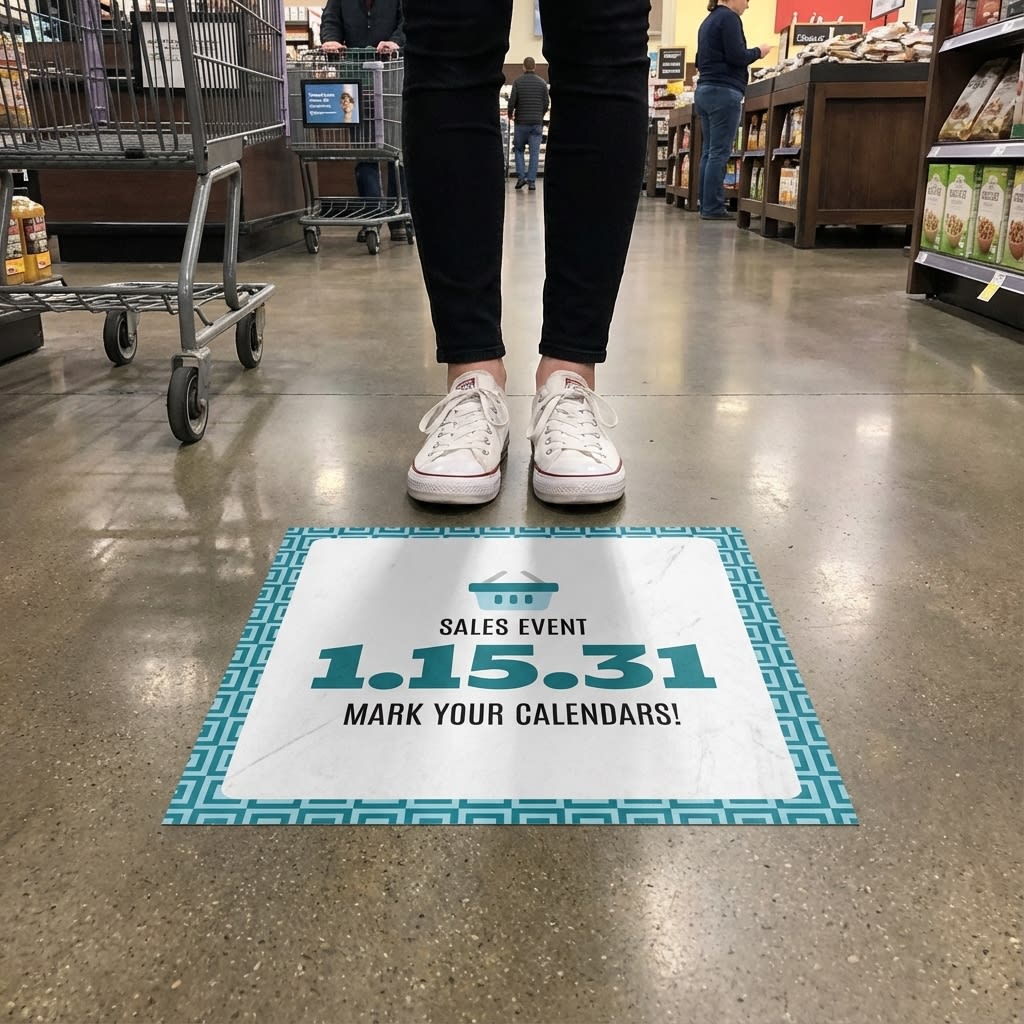 SALES EVENT
1.15.31
MARK YOUR CALENDARS!